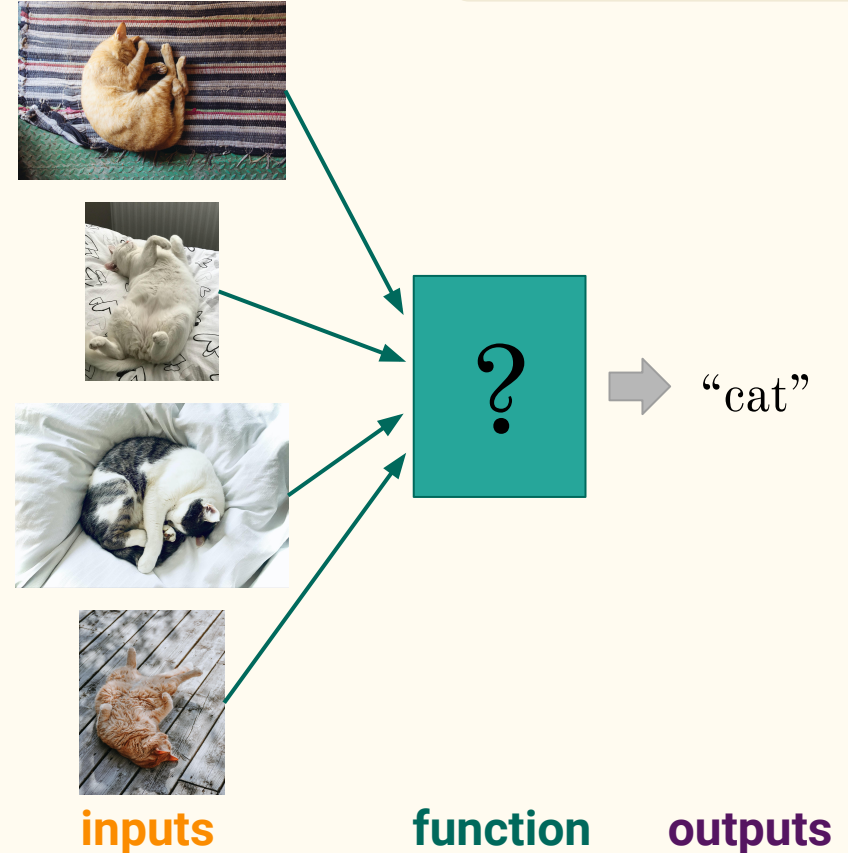 ?
“cat”
inputs
function
outputs